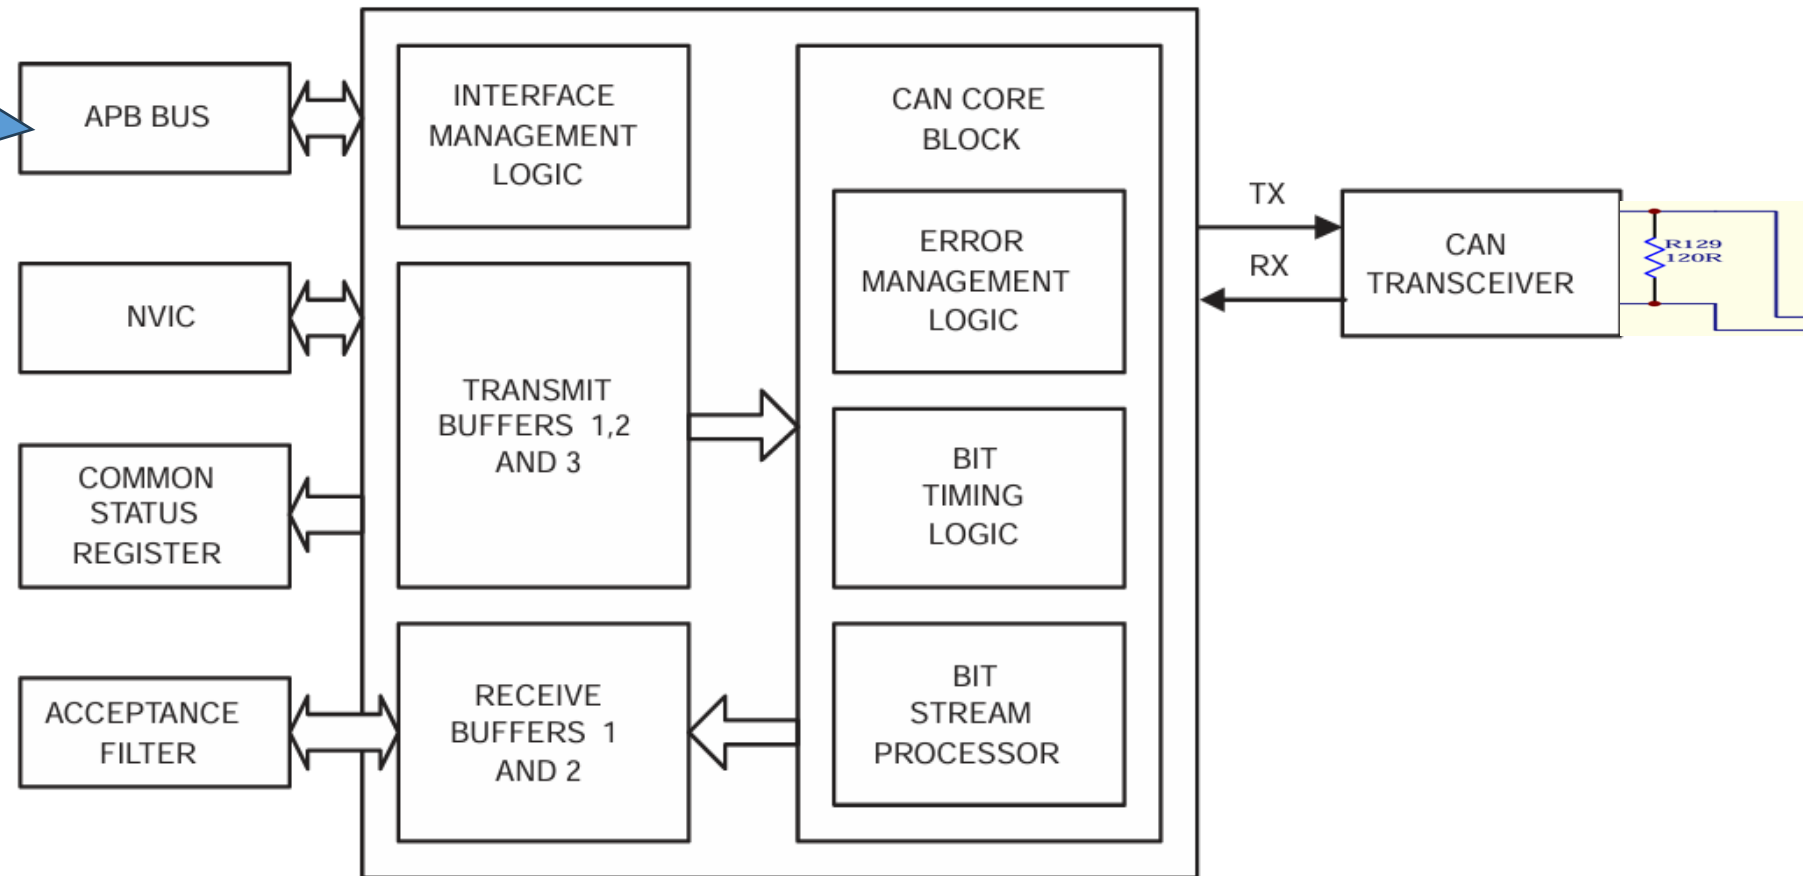 APB BUS
NVIC
COMMON
STATUS
REGISTER
ACCEPTANCE
FILTER
INTERFACE
MANAGEMENT
LOGIC
TRANSMIT
BUFFERS 1,2
AND 3
RECEIVE
BUFFERS 1
AND 2
CAN CORE
BLOCK
ERROR
MANAGEMENT
LOGIC
BIT
TIMING
LOGIC
BIT
STREAM
PROCESSOR
TX
RX
CAN
TRANSCEIVER
R129
120R